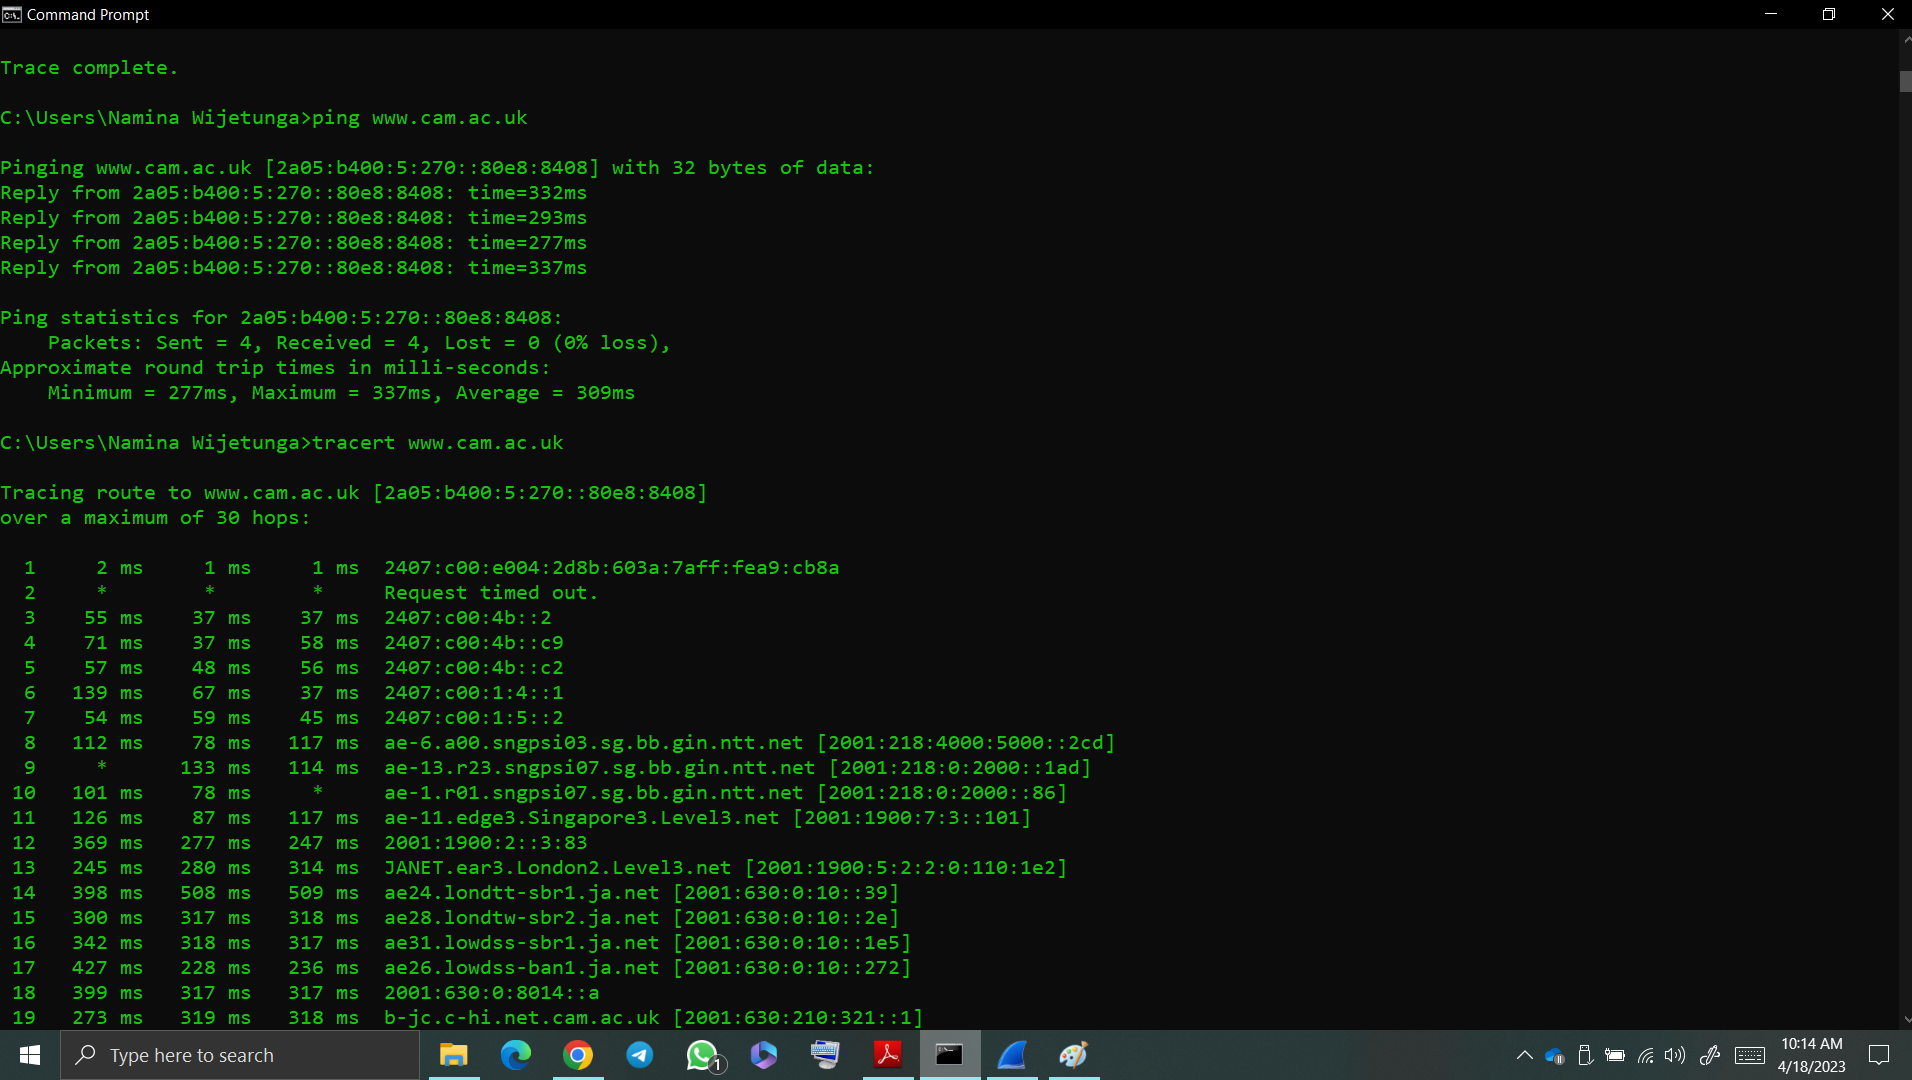 Command Prompt
Trace complete.
C:\Users\Namina Wijetunga>ping www.cam.ac.uk
Pinging www.cam.ac.uk [2a05:b400:5:270::80e8:8408] with 32 bytes of data:
Reply from 2a05:b400:5:270::80e8:8408: time=332ms
Reply from 2a05:b400:5:270::80e8:8408: time=293ms
Reply from 2a05:b400:5:270::80e8:8408: time=277ms
Reply from 2a05:b400:5:270::80e8:8408: time=337ms
Ping statistics for 2a05:b400:5:270::80e8:8408:
    Packets: Sent = 4, Received = 4, Lost = 0 (0% loss),
Approximate round trip times in milli-seconds:
    Minimum = 277ms, Maximum = 337ms, Average = 309ms
C:\Users\Namina Wijetunga>tracert www.cam.ac.uk
Tracing route to www.cam.ac.uk [2a05:b400:5:270::80e8:8408]
over a maximum of 30 hops:
  1     2 ms     1 ms     1 ms  2407:c00:e004:2d8b:603a:7aff:fea9:cb8a
  2     *        *        *     Request timed out.
  3    55 ms    37 ms    37 ms  2407:c00:4b::2
  4    71 ms    37 ms    58 ms  2407:c00:4b::c9
  5    57 ms    48 ms    56 ms  2407:c00:4b::c2
  6   139 ms    67 ms    37 ms  2407:c00:1:4::1
  7    54 ms    59 ms    45 ms  2407:c00:1:5::2
  8   112 ms    78 ms   117 ms  ae-6.a00.sngpsi03.sg.bb.gin.ntt.net [2001:218:4000:5000::2cd]
  9     *      133 ms   114 ms  ae-13.r23.sngpsi07.sg.bb.gin.ntt.net [2001:218:0:2000::1ad]
 10   101 ms    78 ms     *     ae-1.r01.sngpsi07.sg.bb.gin.ntt.net [2001:218:0:2000::86]
 11   126 ms    87 ms   117 ms  ae-11.edge3.Singapore3.Level3.net [2001:1900:7:3::101]
 12   369 ms   277 ms   247 ms  2001:1900:2::3:83
 13   245 ms   280 ms   314 ms  JANET.ear3.London2.Level3.net [2001:1900:5:2:2:0:110:1e2]
 14   398 ms   508 ms   509 ms  ae24.londtt-sbr1.ja.net [2001:630:0:10::39]
 15   300 ms   317 ms   318 ms  ae28.londtw-sbr2.ja.net [2001:630:0:10::2e]
 16   342 ms   318 ms   317 ms  ae31.lowdss-sbr1.ja.net [2001:630:0:10::1e5]
 17   427 ms   228 ms   236 ms  ae26.lowdss-ban1.ja.net [2001:630:0:10::272]
 18   399 ms   317 ms   317 ms  2001:630:0:8014::a
 19   273 ms   319 ms   318 ms  b-jc.c-hi.net.cam.ac.uk [2001:630:210:321::1]
Type here to search
1
10:14 AM
4/18/2023